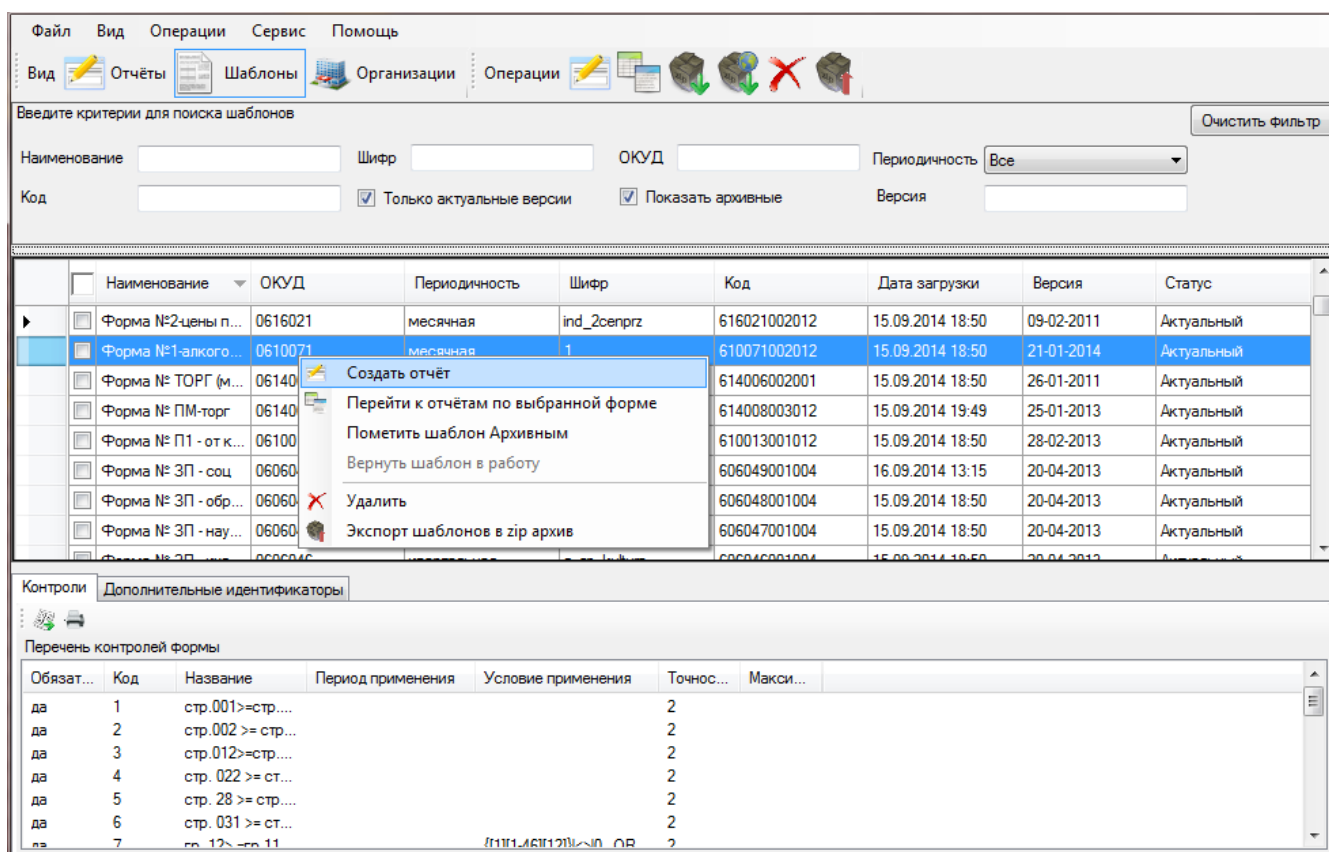 Файл Вид Операции Сервис Помощь
Вид Отчёты Шаблоны Организации Операции
Введите критерии для поиска шаблонов
Очистить фильтр
Наименование Шифр ОКУД Периодичность Все
Код Только актуальные версии Показать архивные Версия
Наименование ОКУД Периодичность Шифр Код Дата загрузки Версия Статус
Форма №2-цены п... 0616021 месячная ind_2cenprz 616021002012 15.09.2014 18:50 09-02-2011 Актуальный
Форма №1-алкого... 0610071 месячная 1 610071002012 15.09.2014 18:50 21-01-2014 Актуальный
Форма № ТОРГ (м... 06140 Создать отчёт 614006002001 15.09.2014 18:50 26-01-2011 Актуальный
Форма № ПМ-торг 06140 Перейти к отчётам по выбранной форме 614008003012 15.09.2014 19:49 25-01-2013 Актуальный
Форма № П1 - от к... 06100 Пометить шаблон Архивным 610013001012 15.09.2014 18:50 28-02-2013 Актуальный
Форма № ЗП - соц 06060 Вернуть шаблон в работу 606049001004 16.09.2014 13:15 20-04-2013 Актуальный
Форма № ЗП - обр... 06060 Удалить 606048001004 15.09.2014 18:50 20-04-2013 Актуальный
Форма № ЗП - нау... 06060 Экспорт шаблонов в zip архив 606047001004 15.09.2014 18:50 20-04-2013 Актуальный
Контроли Дополнительные идентификаторы
Перечень контролей формы
Обязат... Код Название Период применения Условие применения Точнос... Макси...
да 1 стр.001>=стр.... 2
да 2 стр.002 >= стр... 2
да 3 стр.012>=стр.... 2
да 4 стр. 022 >= ст... 2
да 5 стр. 28 >= стр.... 2
да 6 стр. 031 >= ст... 2